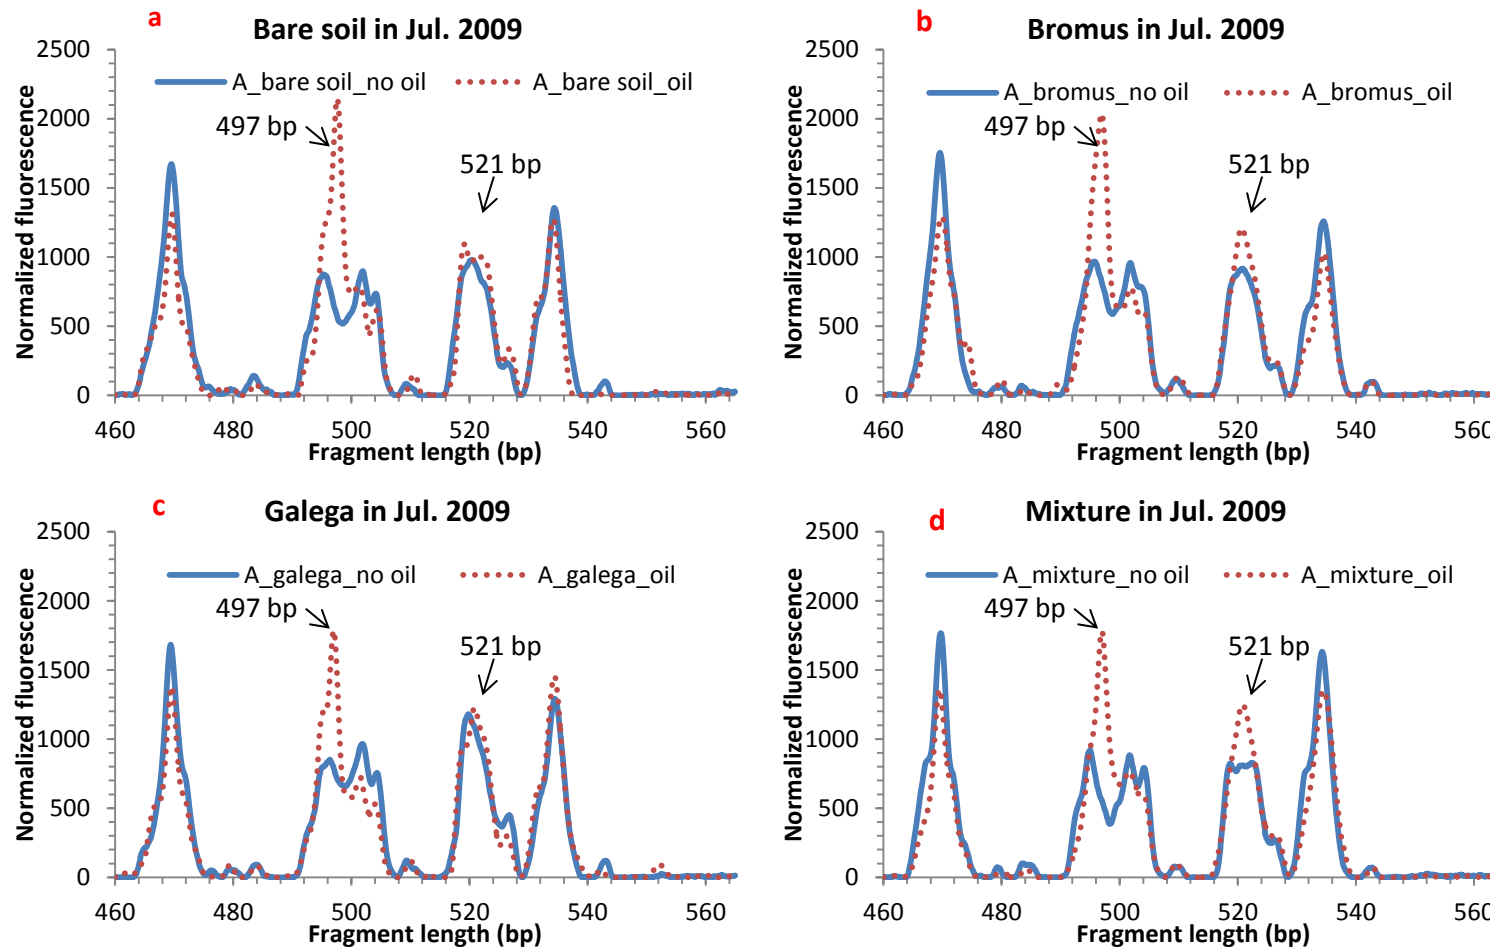 a
Bare soil in Jul. 2009
2500
2000
1500
1000
500
0
Normalized fluorescence
A_bare soil_no oil
A_bare soil_oil
497 bp
521 bp
460 480 500 520 540 560
Fragment length (bp)
b
Bromus in Jul. 2009
2500
2000
1500
1000
500
0
Normalized fluorescence
A_bromus_no oil
A_bromus_oil
497 bp
521 bp
460 480 500 520 540 560
Fragment length (bp)
c
Galega in Jul. 2009
2500
2000
1500
1000
500
0
Normalized fluorescence
A_galega_no oil
A_galega_oil
497 bp
521 bp
460 480 500 520 540 560
Fragment length (bp)
d
Mixture in Jul. 2009
2500
2000
1500
1000
500
0
Normalized fluorescence
A_mixture_no oil
A_mixture_oil
497 bp
521 bp
460 480 500 520 540 560
Fragment length (bp)